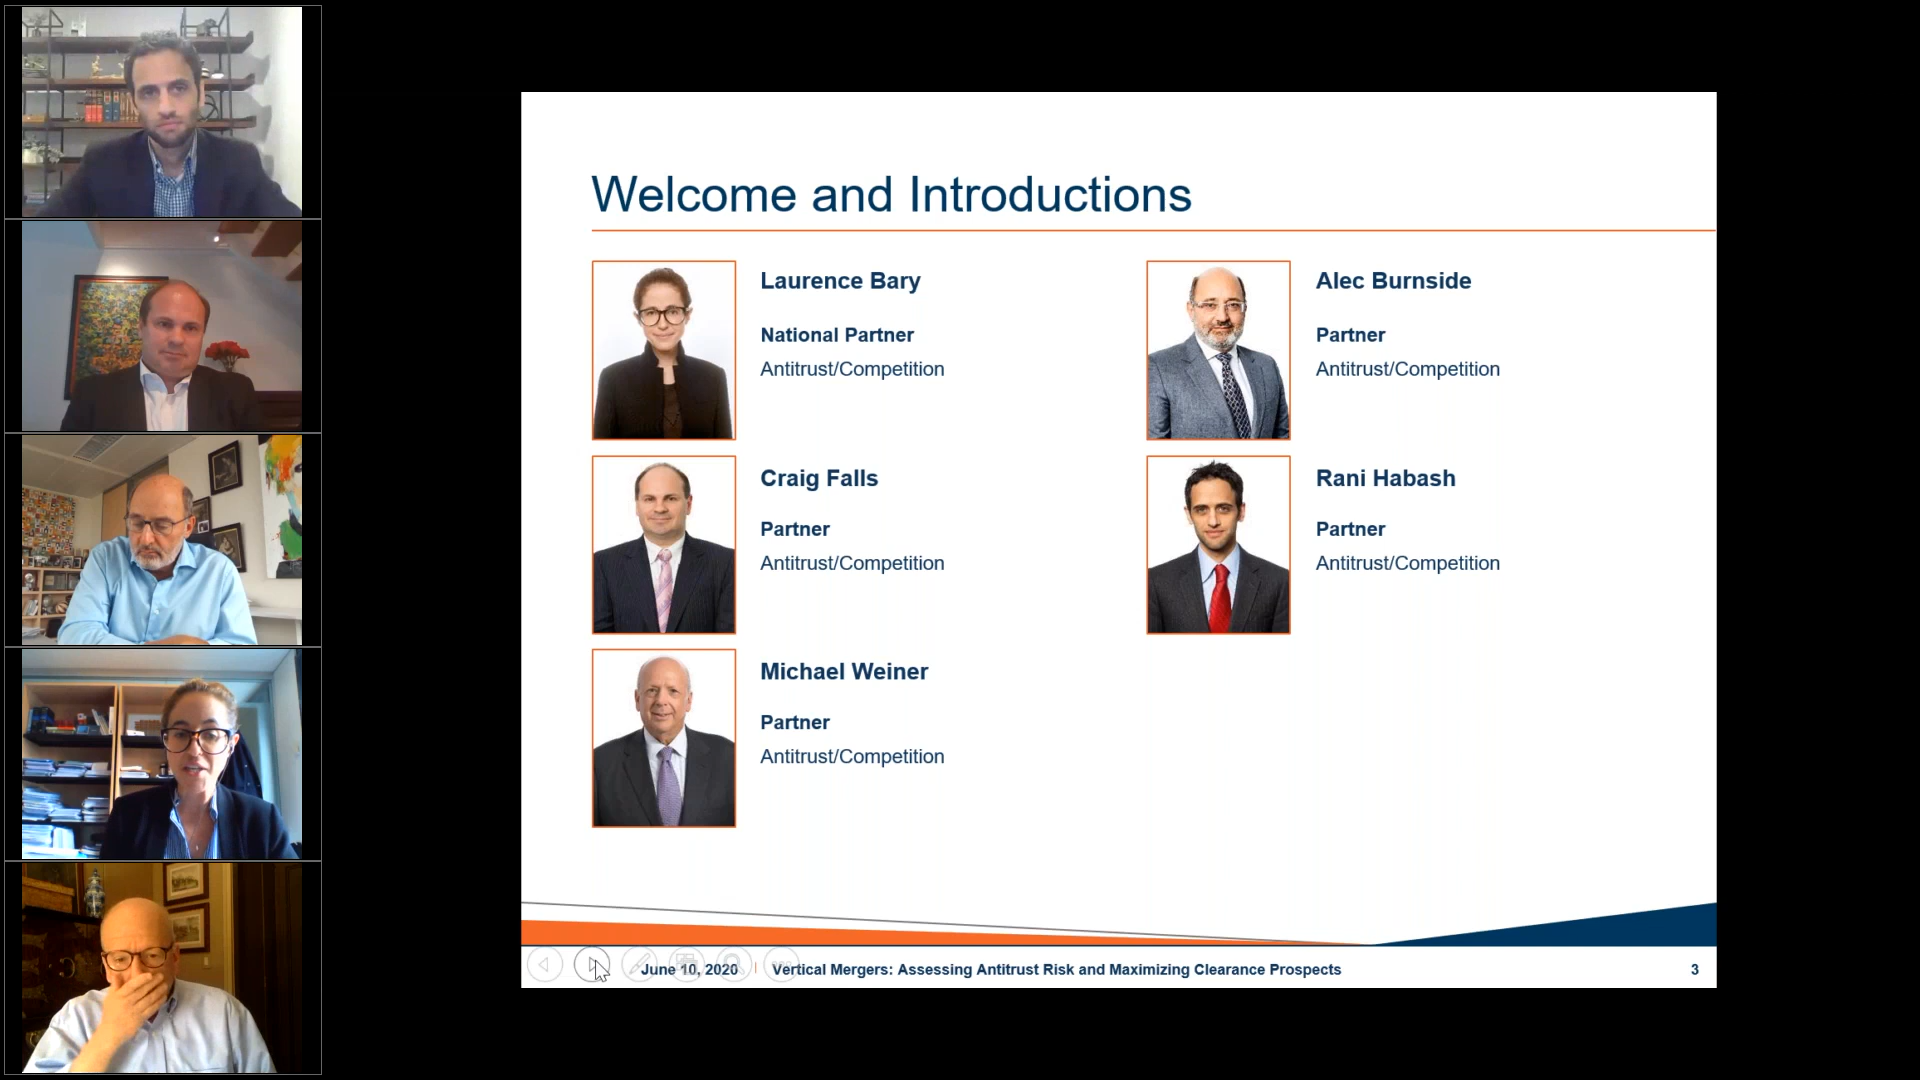 Welcome and Introductions
Laurence Bary
National Partner
Antitrust/Competition
Alec Burnside
Partner
Antitrust/Competition
Craig Falls
Partner
Antitrust/Competition
Rani Habash
Partner
Antitrust/Competition
Michael Weiner
Partner
Antitrust/Competition
June 10, 2020 | Vertical Mergers: Assessing Antitrust Risk and Maximizing Clearance Prospects 3